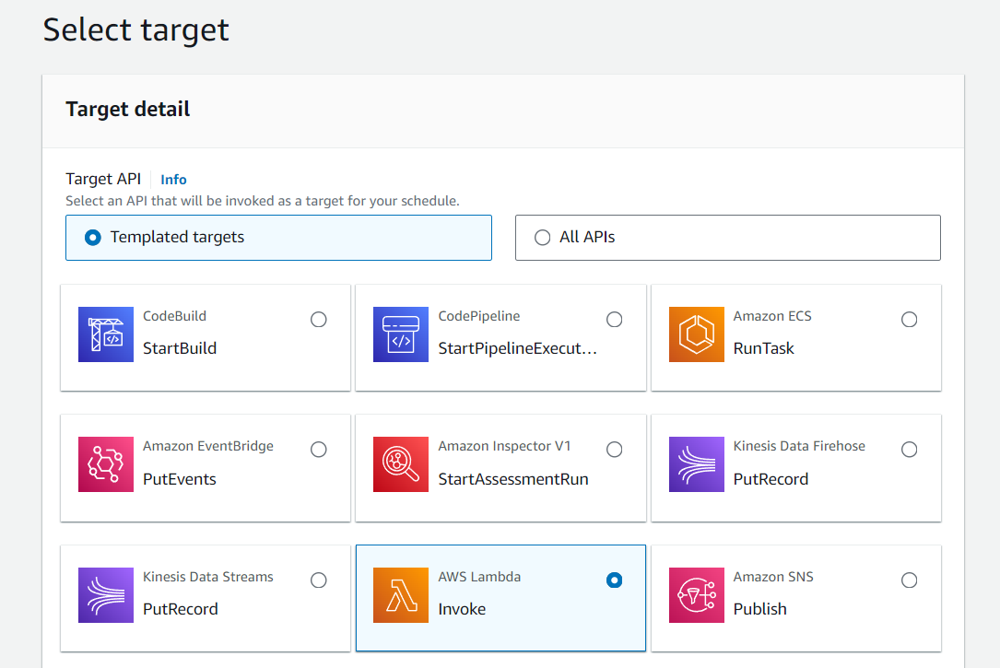 Select target
Target detail
Target API Info
Select an API that will be invoked as a target for your schedule.
Templated targets
All APIs
CodeBuild
StartBuild
CodePipeline
StartPipelineExecut...
Amazon ECS
RunTask
Amazon EventBridge
PutEvents
Amazon Inspector V1
StartAssessmentRun
Kinesis Data Firehose
PutRecord
Kinesis Data Streams
PutRecord
AWS Lambda
Invoke
Amazon SNS
Publish